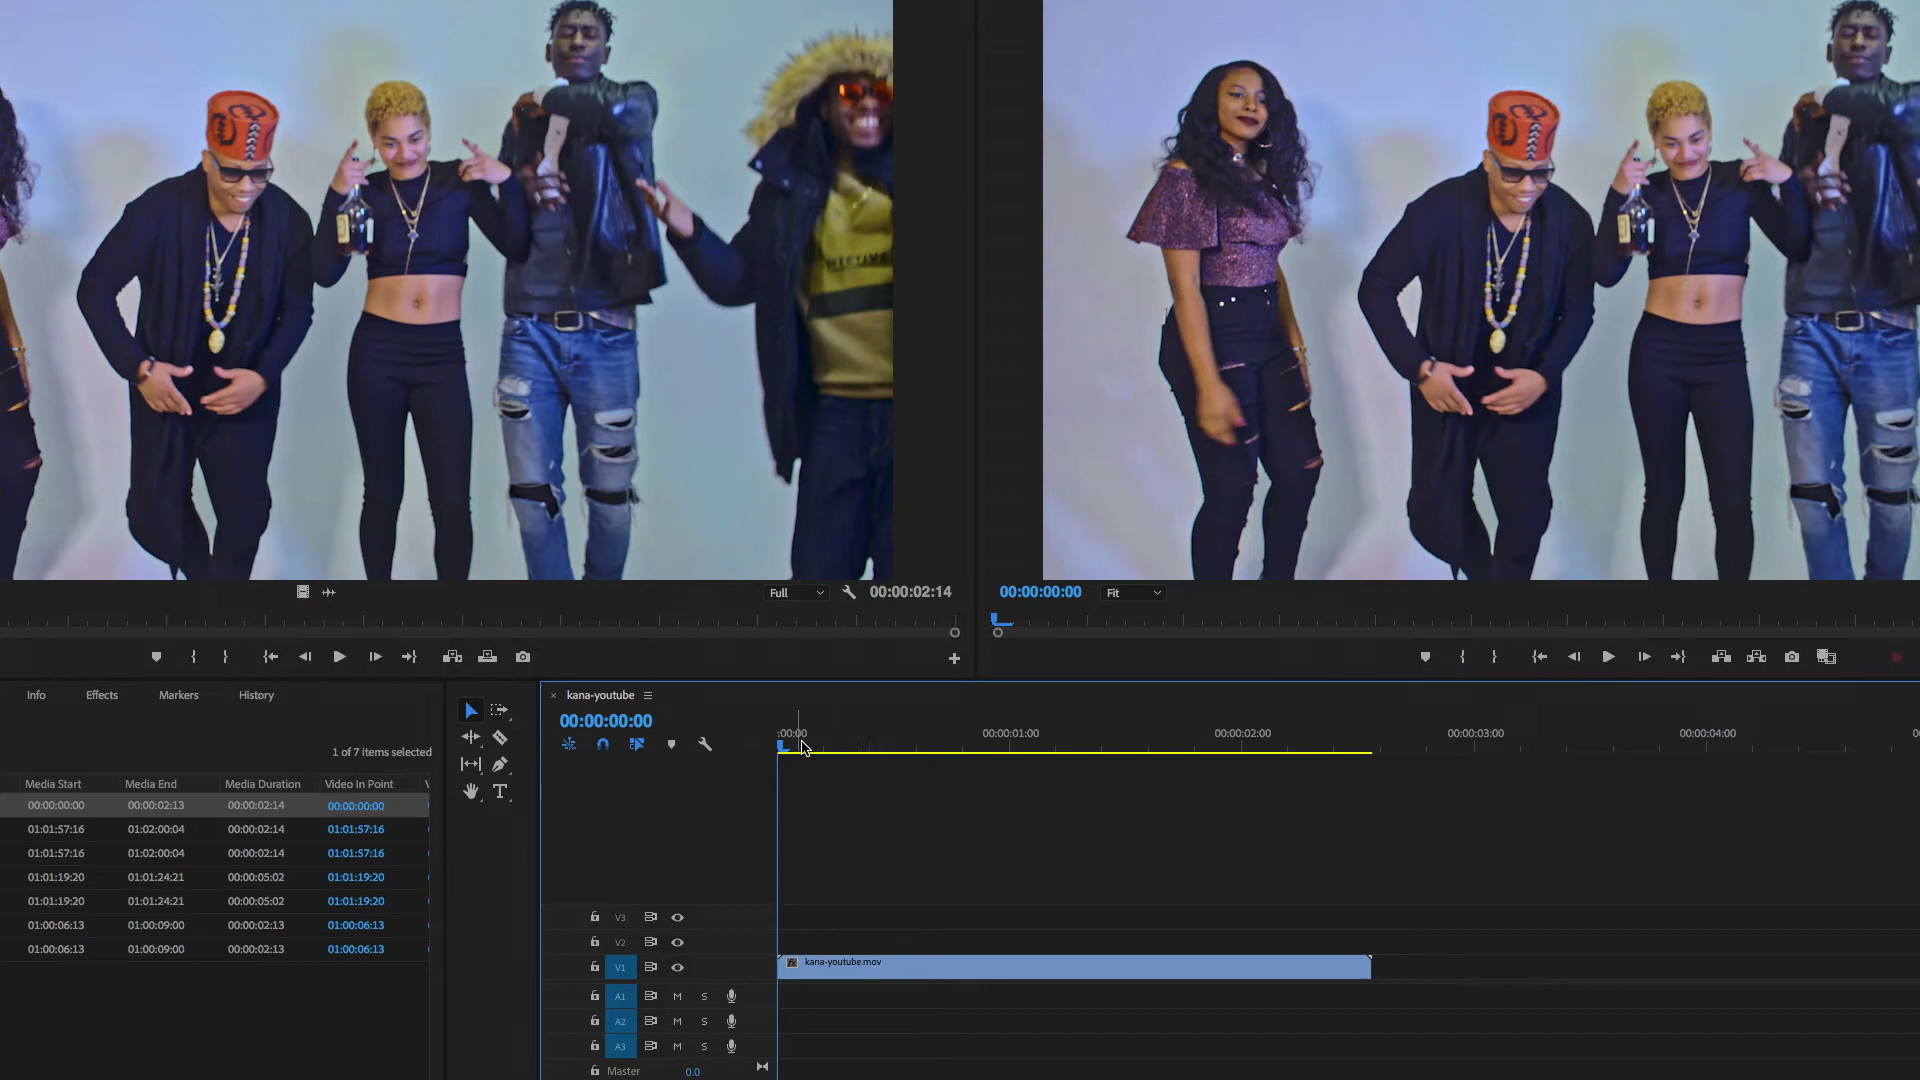 Full
00:00:02:14
00:00:00:00
Fit
Info
Effects
Markers
History
1 of 7 items selected
Media Start Media End Media Duration Video In Point
00:00:00:00 00:00:02:13 00:00:02:14 00:00:00:00
01:01:57:16 01:02:00:04 00:00:02:14 01:01:57:16
01:01:57:16 01:02:00:04 00:00:02:14 01:01:57:16
01:01:19:20 01:01:24:21 00:00:05:02 01:01:19:20
01:01:19:20 01:01:24:21 00:00:05:02 01:01:19:20
01:00:06:13 01:00:09:00 00:00:02:13 01:00:06:13
01:00:06:13 01:00:09:00 00:00:02:13 01:00:06:13
kana-youtube
00:00:00:00
:00:00 00:00:01:00 00:00:02:00 00:00:03:00 00:00:04:00
V3
V2
V1
kana-youtube.mov
A1 M S
A2 M S
A3 M S
Master 0.0